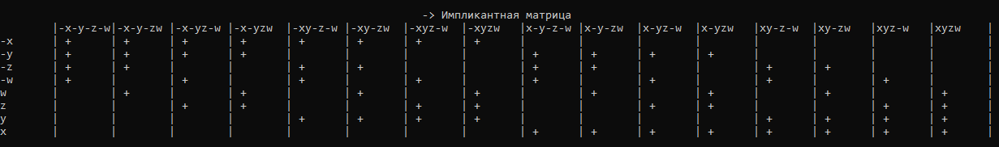 -> Импликантная матрица
|-x-y-z-w|-x-y-zw |-x-yz-w |-x-yzw  |-xy-z-w |-xy-zw  |-xyz-w  |-xyzw   |x-y-z-w |x-y-zw  |x-yz-w  |x-yzw   |xy-z-w  |xy-zw   |xyz-w   |xyzw    |
-x      | +      | +      | +      | +      | +      | +      | +      | +      |        |        |        |        |        |        |        |        |
-y      | +      | +      | +      | +      |        |        |        |        | +      | +      | +      | +      |        |        |        |        |
-z      | +      | +      |        |        | +      | +      |        |        | +      | +      |        |        | +      | +      |        |        |
-w      | +      |        | +      |        | +      |        | +      |        | +      |        | +      |        | +      |        | +      |        |
w       |        | +      |        | +      |        | +      |        | +      |        | +      |        | +      |        | +      |        | +      |
z       |        |        | +      | +      |        |        | +      | +      |        |        | +      | +      |        |        | +      | +      |
y       |        |        |        |        | +      | +      | +      | +      |        |        |        |        | +      | +      | +      | +      |
x       |        |        |        |        |        |        |        |        | +      | +      | +      | +      | +      | +      | +      | +      |